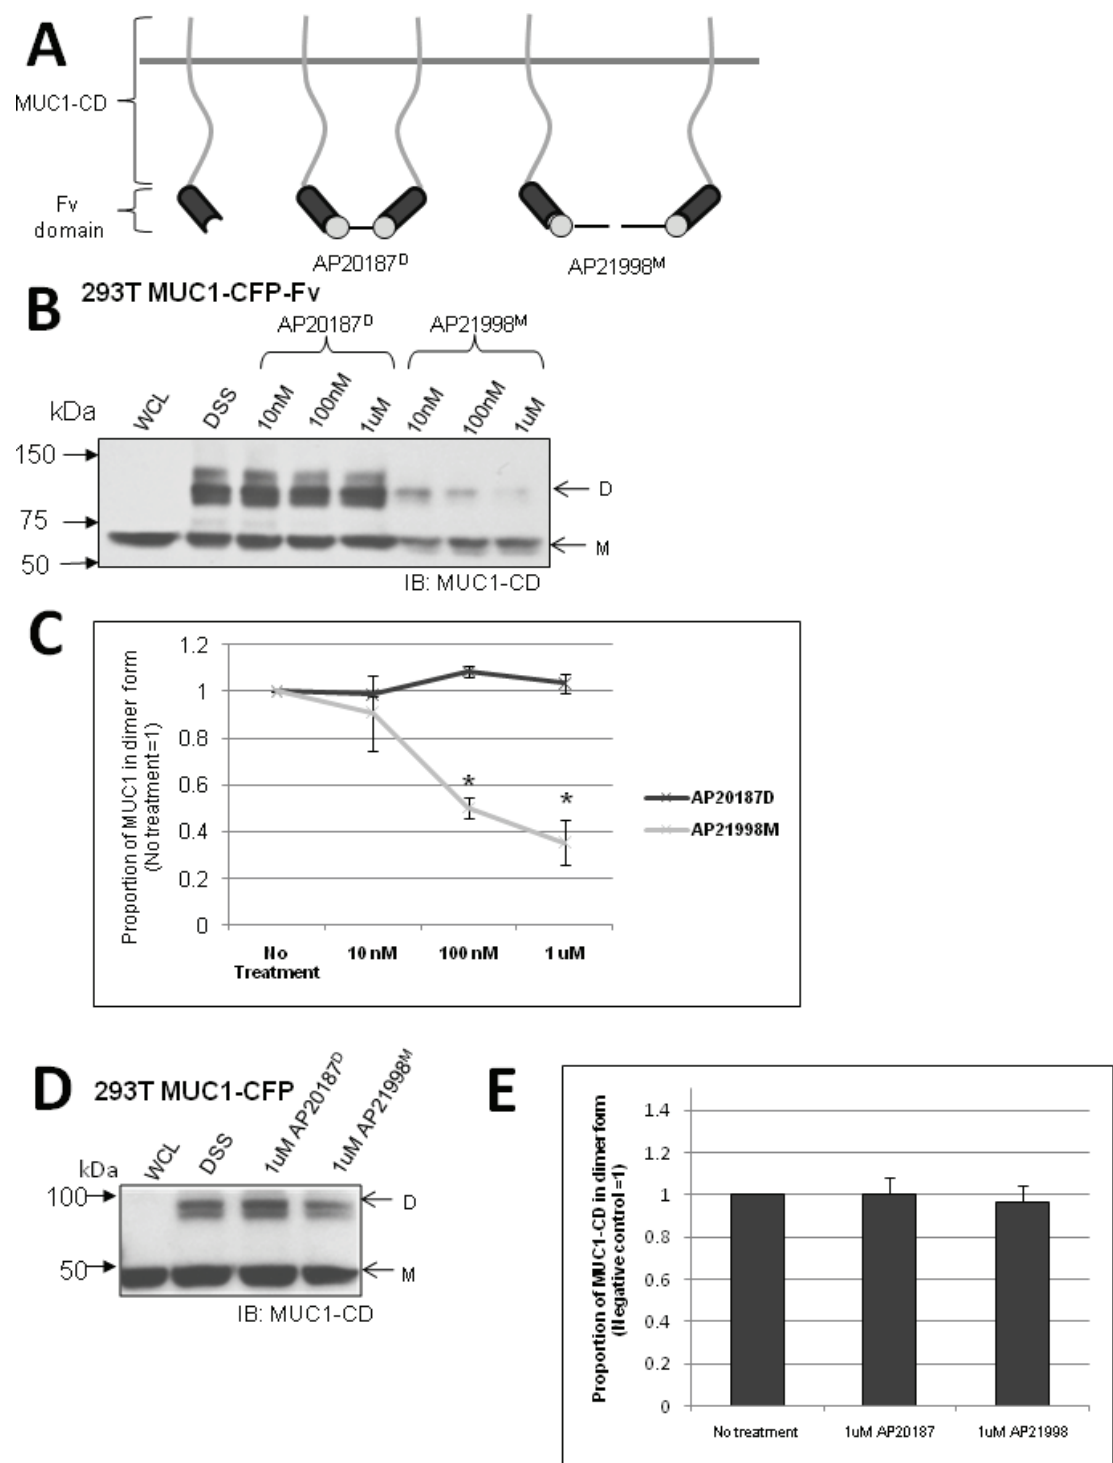 A
MUC1-CD
Fv
domain
AP20187ᴰ
AP21998ᴹ
B
293T MUC1-CFP-Fv
AP20187ᴰ
AP21998ᴹ
kDa
WCL
DSS
10nM
100nM
1uM
10nM
100nM
1uM
150
75
50
D
M
IB: MUC1-CD
C
Proportion of MUC1 in dimer form
(No treatment=1)
1.2
1
0.8
0.6
0.4
0.2
0
*
*
No
Treatment
10 nM
100 nM
1 uM
AP20187D
AP21998M
D
293T MUC1-CFP
kDa
WCL
DSS
1uM AP20187ᴰ
1uM AP21998ᴹ
100
50
D
M
IB: MUC1-CD
E
Proportion of MUC1-CD in dimer form
(Negative control=1)
1.4
1.2
1
0.8
0.6
0.4
0.2
0
No treatment
1uM AP20187
1uM AP21998